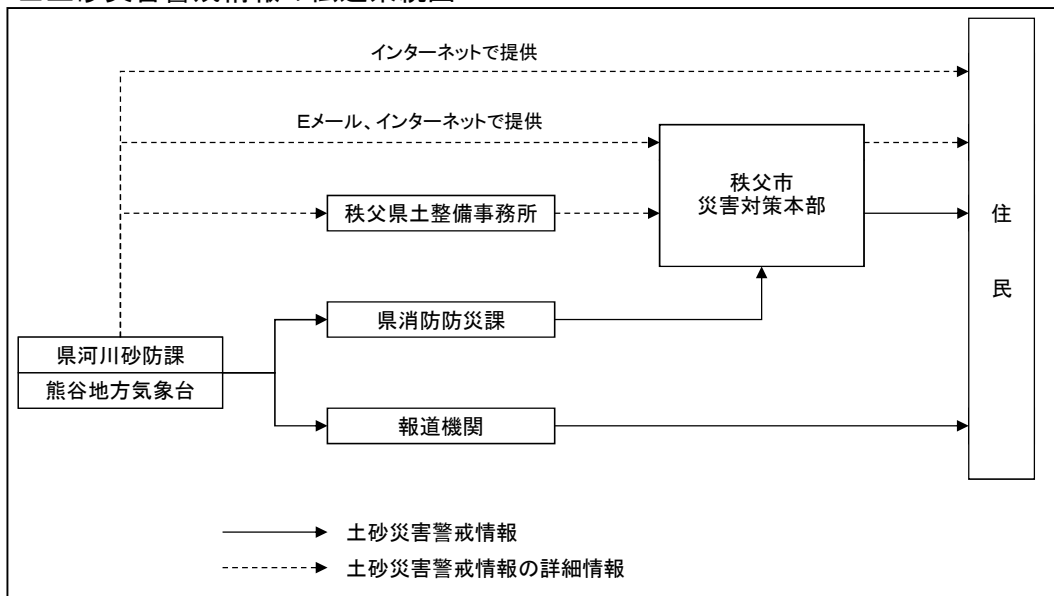 インターネットで提供
Eメール、インターネットで提供
秩父市
災害対策本部
秩父県土整備事務所
住
民
県消防防災課
県河川砂防課
熊谷地方気象台
報道機関
土砂災害警戒情報
土砂災害警戒情報の詳細情報